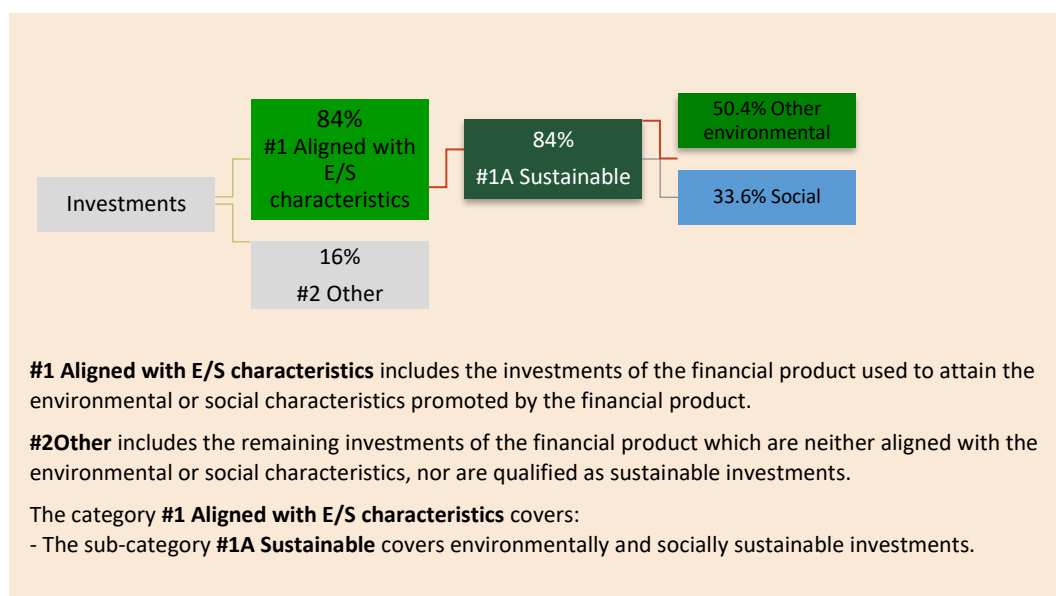 Investments
84%
#1 Aligned with
E/S
characteristics
16%
#2 Other
84%
#1A Sustainable
50.4% Other
environmental
33.6% Social
#1 Aligned with E/S characteristics includes the investments of the financial product used to attain the
environmental or social characteristics promoted by the financial product.
#2Other includes the remaining investments of the financial product which are neither aligned with the
environmental or social characteristics, nor are qualified as sustainable investments.
The category #1 Aligned with E/S characteristics covers:
- The sub-category #1A Sustainable covers environmentally and socially sustainable investments.